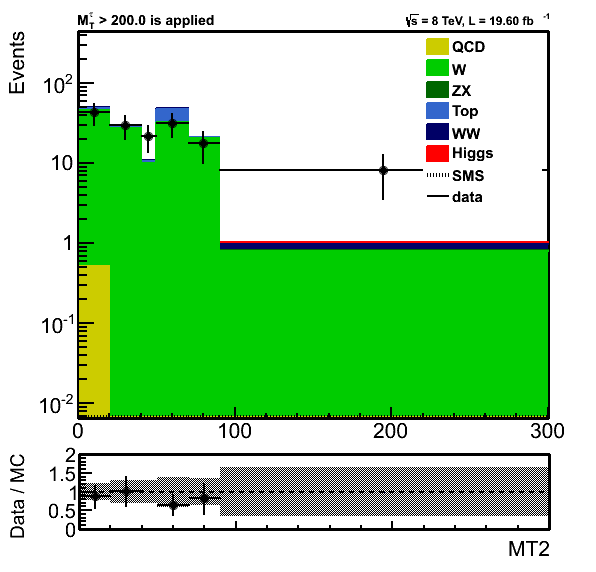 M_T^τ > 200.0 is applied
√s = 8 TeV, L = 19.60 fb^-1
Events
10^2
10
1
10^-1
10^-2
QCD
W
ZX
Top
WW
Higgs
SMS
data
0 100 200 300
Data / MC
2
1.5
1
0.5
0
MT2